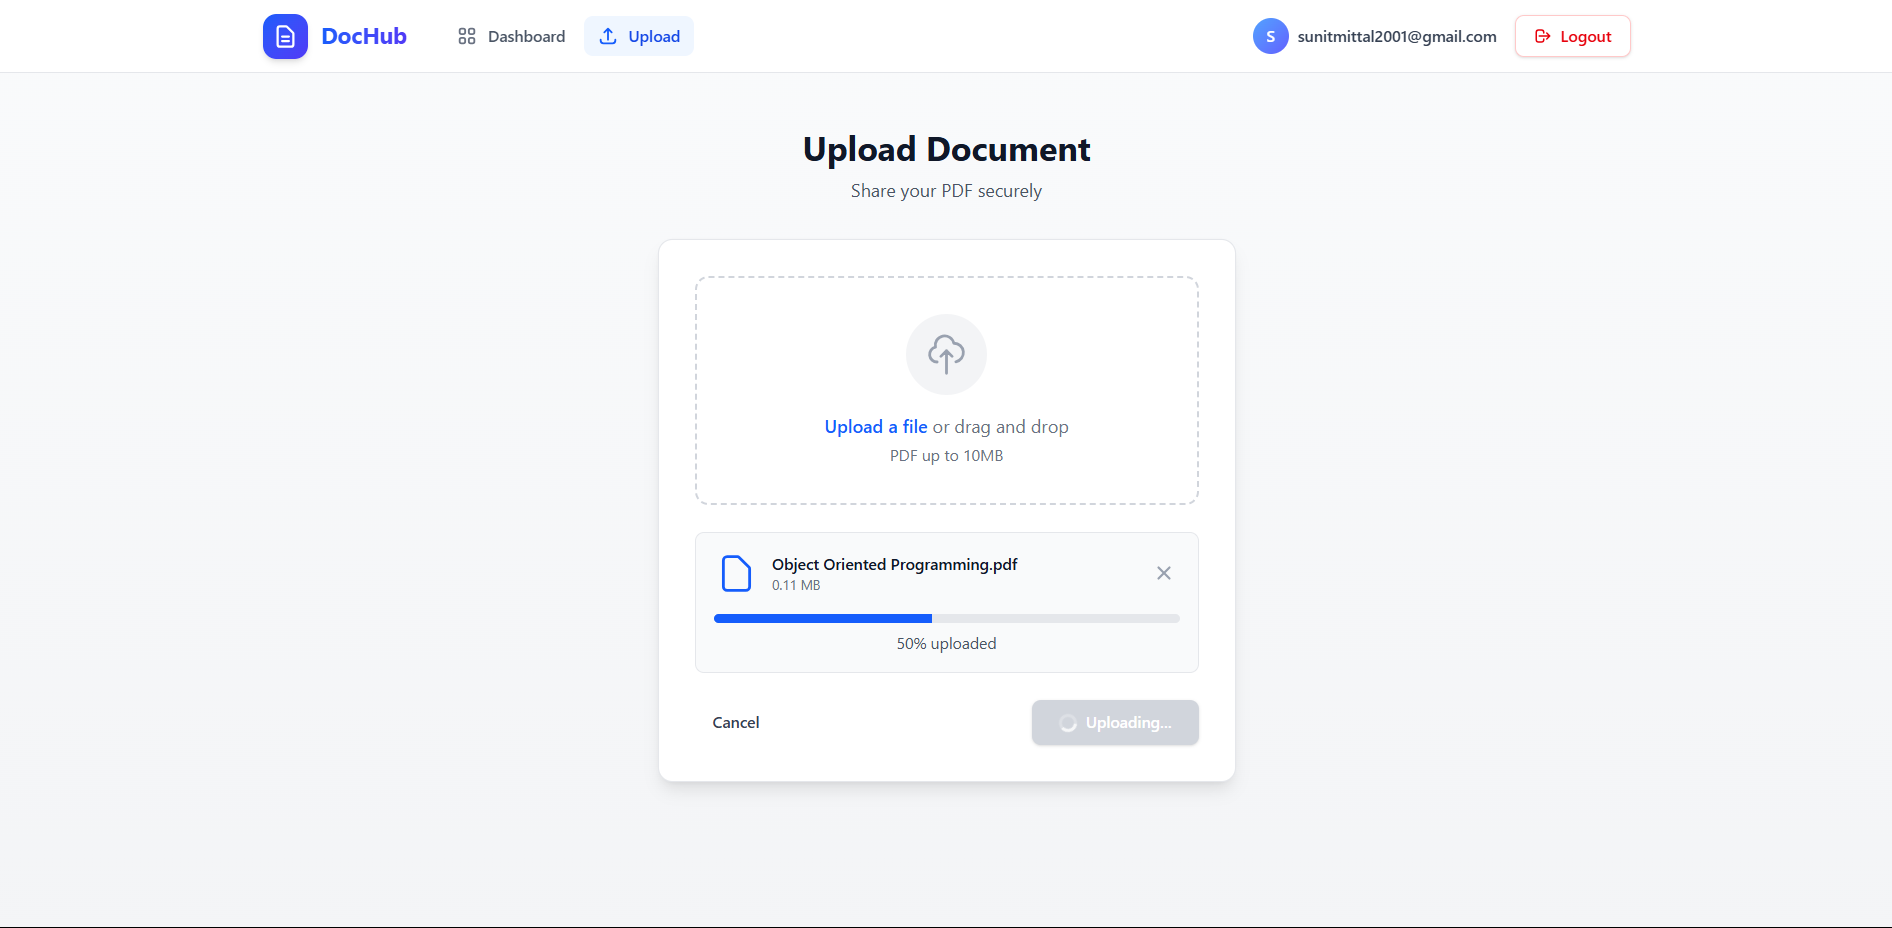 DocHub
Dashboard
Upload
S
sunitmittal2001@gmail.com
Logout
Upload Document
Share your PDF securely
Upload a file or drag and drop
PDF up to 10MB
Object Oriented Programming.pdf
0.11 MB
50% uploaded
Cancel
Uploading...